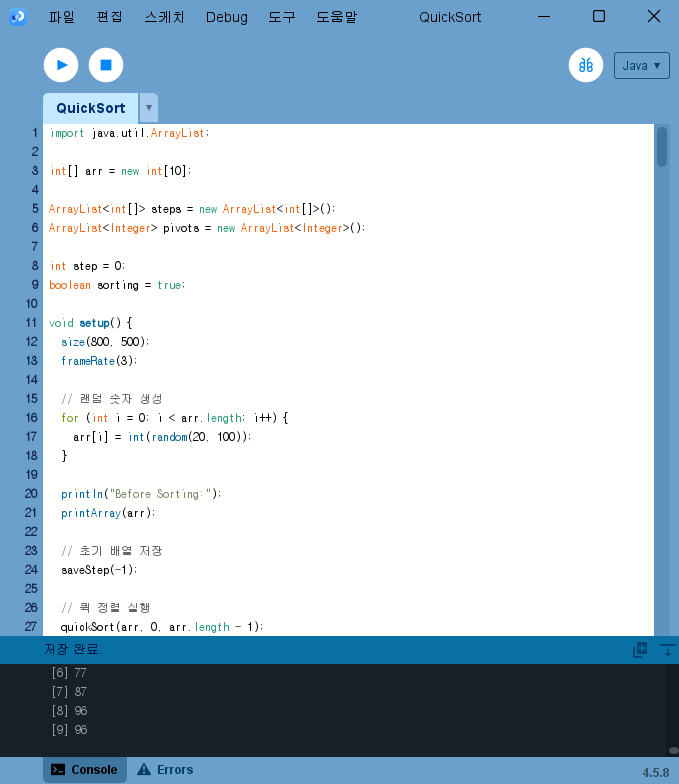 파일 편집 스케치 Debug 도구 도움말 QuickSort
Java ▼
QuickSort ▼
1 import java.util.ArrayList;
2
3 int[] arr = new int[10];
4
5 ArrayList<int[]> steps = new ArrayList<int[]>();
6 ArrayList<Integer> pivots = new ArrayList<Integer>();
7
8 int step = 0;
9 boolean sorting = true;
10
11 void setup() {
12   size(800, 500);
13   frameRate(3);
14
15   // 랜덤 숫자 생성
16   for (int i = 0; i < arr.length; i++) {
17     arr[i] = int(random(20, 100));
18   }
19
20   println("Before Sorting:");
21   printArray(arr);
22
23   // 초기 배열 저장
24   saveStep(-1);
25
26   // 퀵 정렬 실행
27   quickSort(arr, 0, arr.length - 1);
저장 완료.
[6] 77
[7] 87
[8] 96
[9] 96
Console Errors
4.5.8